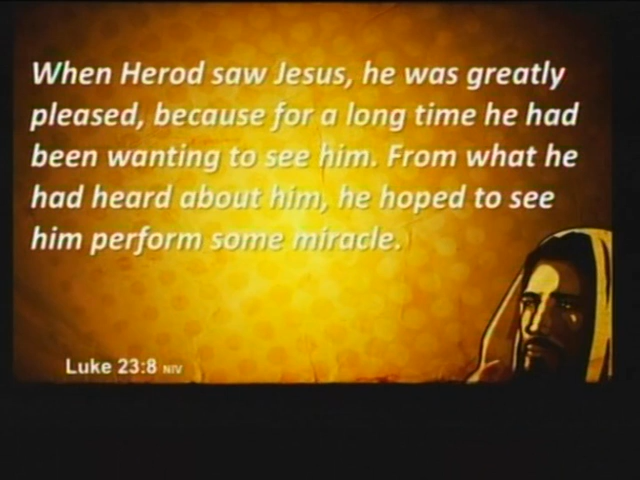 When Herod saw Jesus, he was greatly
pleased, because for a long time he had
been wanting to see him. From what he
had heard about him, he hoped to see
him perform some miracle.
Luke 23:8 NIV